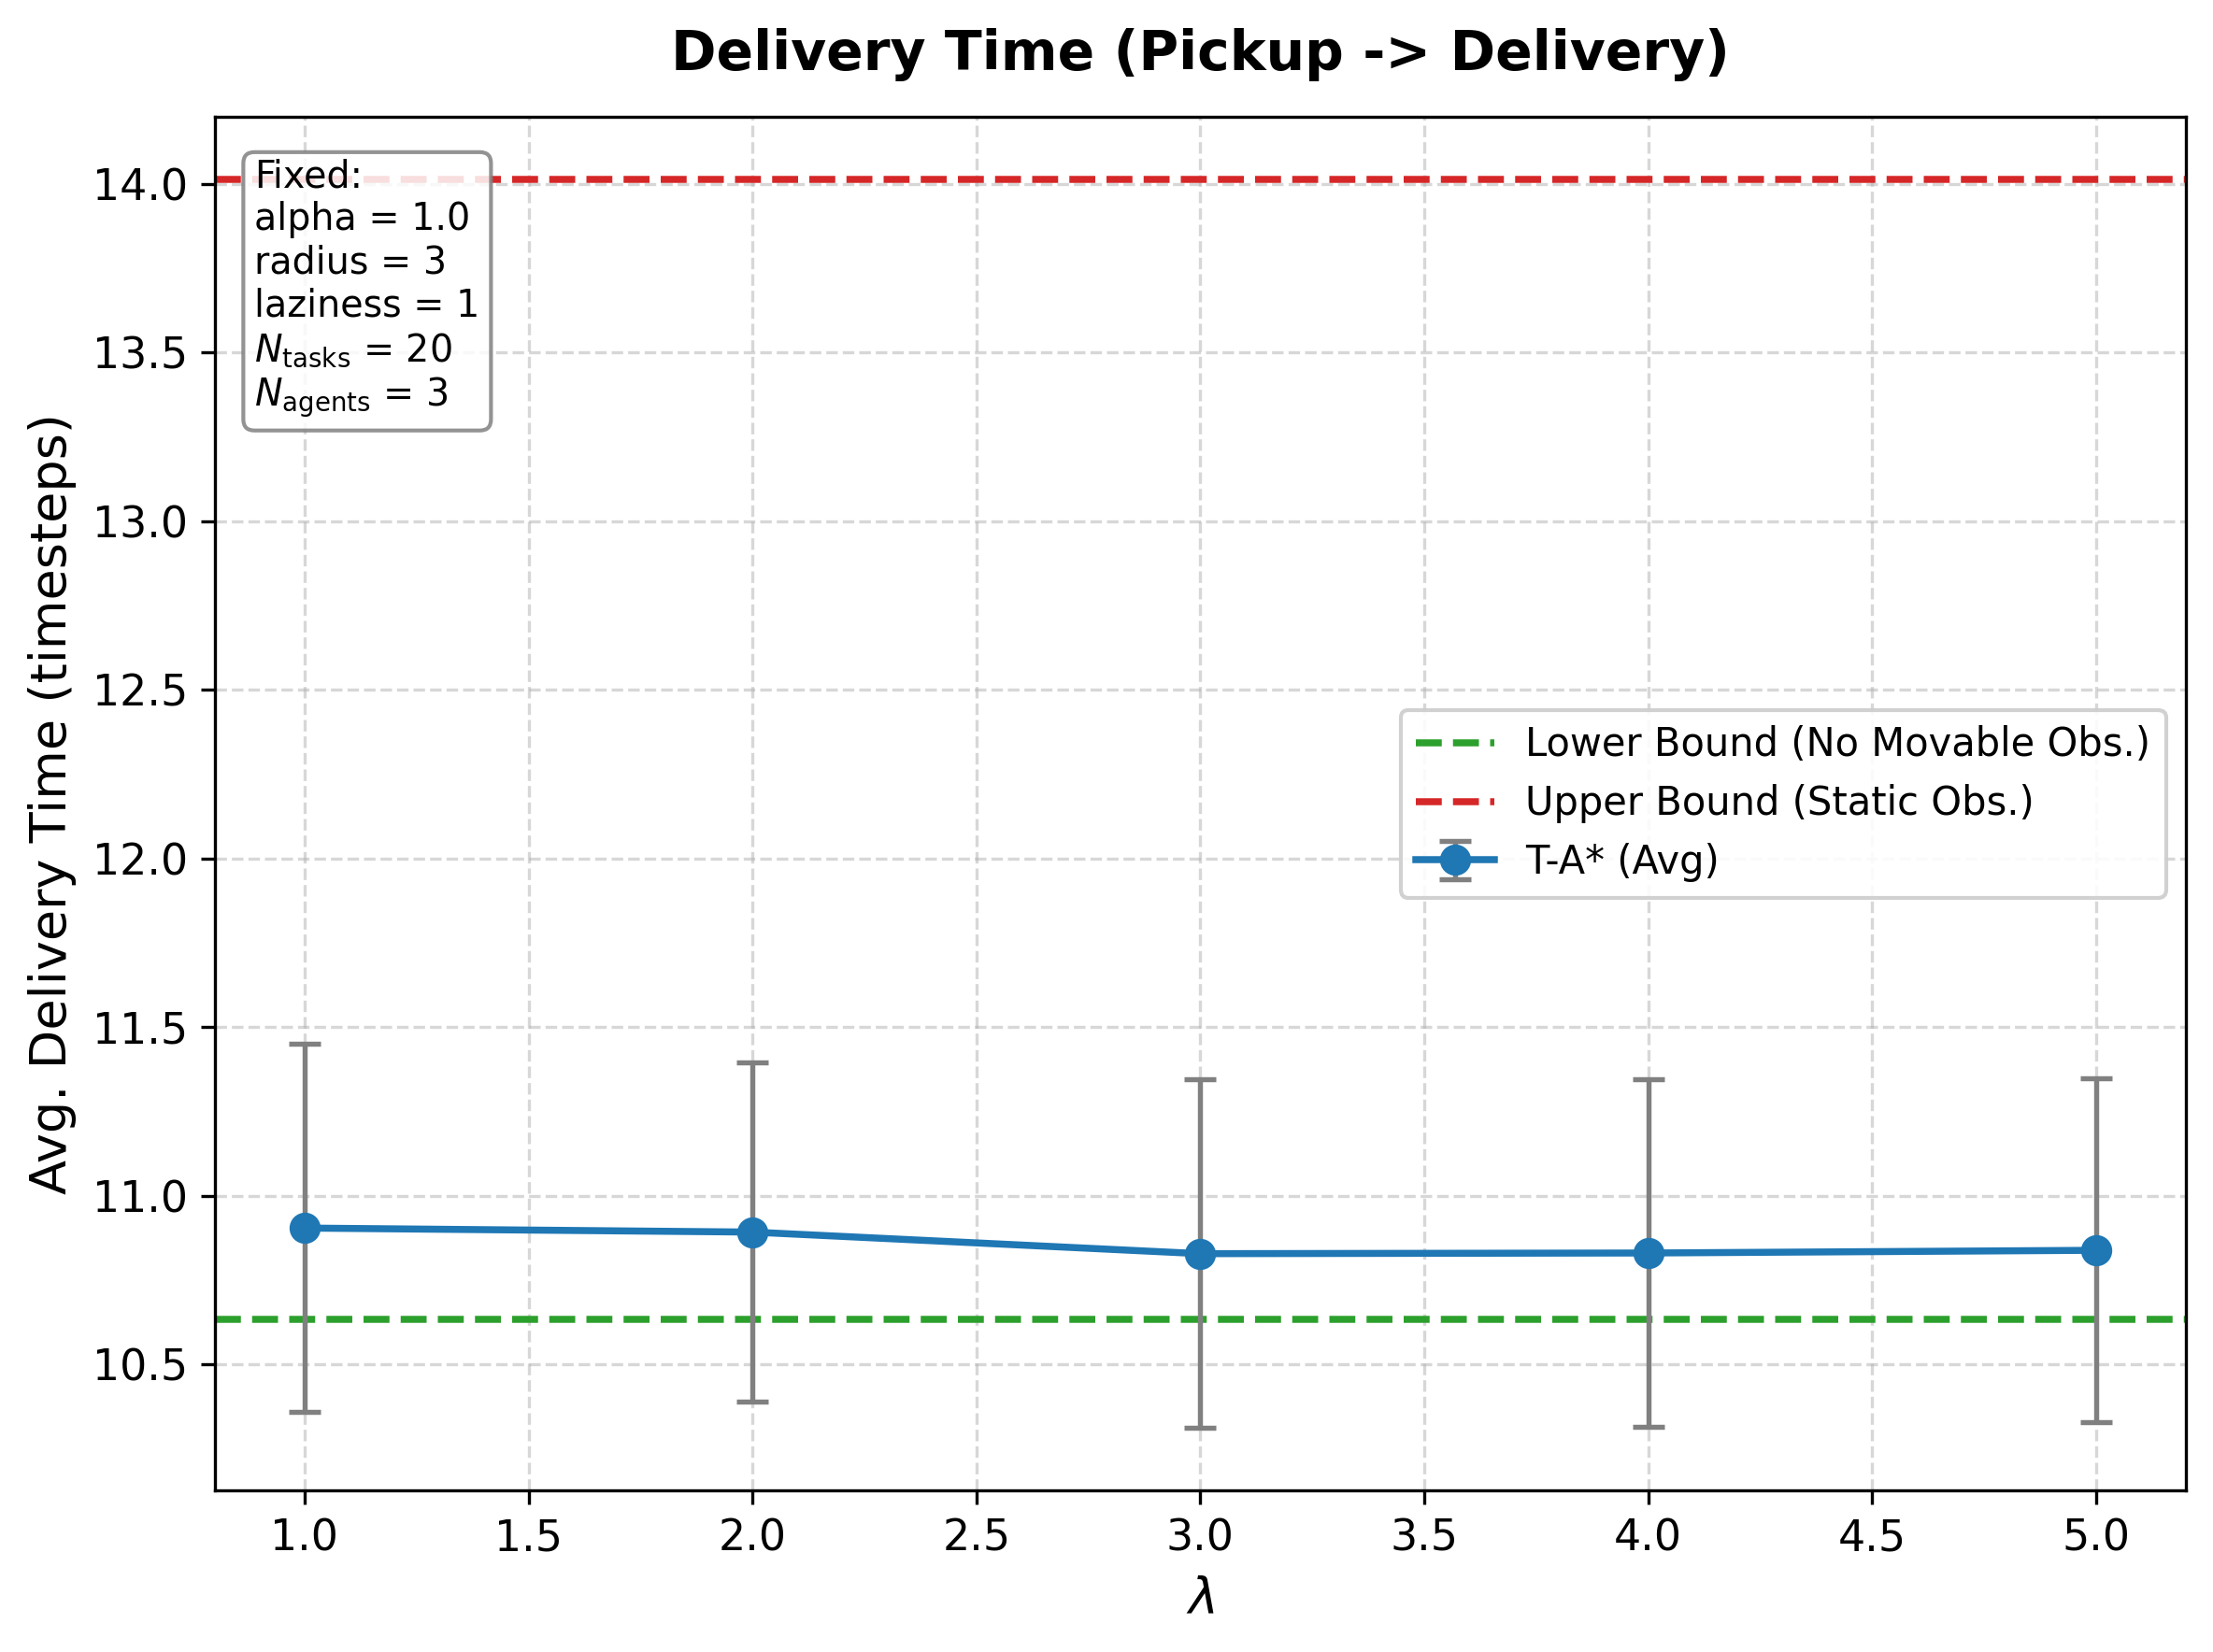 Delivery Time (Pickup -> Delivery)
Fixed:
alpha = 1.0
radius = 3
laziness = 1
N_tasks = 20
N_agents = 3
Avg. Delivery Time (timesteps)
14.0
13.5
13.0
12.5
12.0
11.5
11.0
10.5
Lower Bound (No Movable Obs.)
Upper Bound (Static Obs.)
T-A* (Avg)
1.0 1.5 2.0 2.5 3.0 3.5 4.0 4.5 5.0
λ